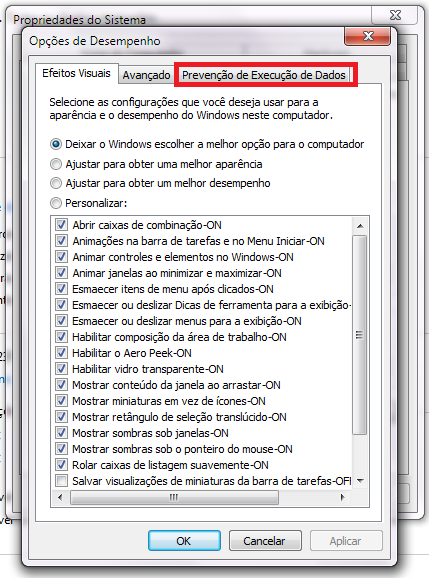 Propriedades do Sistema
Opções de Desempenho
Efeitos Visuais
Avançado
Prevenção de Execução de Dados
Selecione as configurações que você deseja usar para a
aparência e o desempenho do Windows neste computador.
Deixar o Windows escolher a melhor opção para o computador
Ajustar para obter uma melhor aparência
Ajustar para obter um melhor desempenho
Personalizar:
Abrir caixas de combinação-ON
Animações na barra de tarefas e no Menu Iniciar-ON
Animar controles e elementos no Windows-ON
Animar janelas ao minimizar e maximizar-ON
Esmaecer itens de menu após clicados-ON
Esmaecer ou deslizar Dicas de ferramenta para a exibição-
Esmaecer ou deslizar menus para a exibição-ON
Habilitar composição da área de trabalho-ON
Habilitar o Aero Peek-ON
Habilitar vidro transparente-ON
Mostrar conteúdo da janela ao arrastar-ON
Mostrar miniaturas em vez de ícones-ON
Mostrar retângulo de seleção translúcido-ON
Mostrar sombras sob janelas-ON
Mostrar sombras sob o ponteiro do mouse-ON
Rolar caixas de listagem suavemente-ON
Salvar visualizações de miniaturas da barra de tarefas-OF
OK
Cancelar
Aplicar